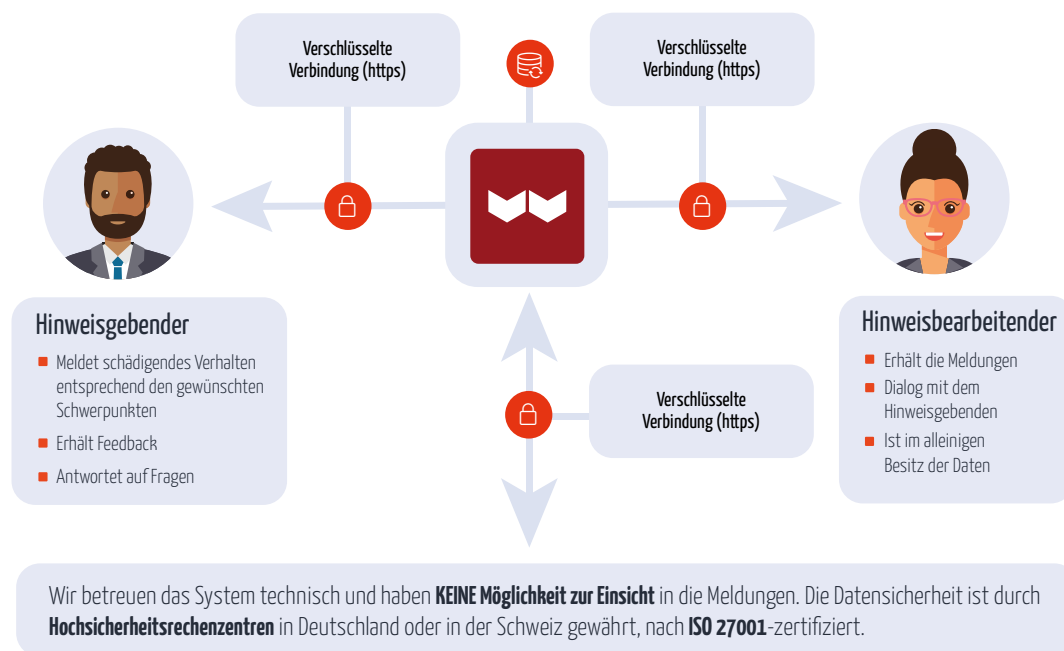 Verschlüsselte
Verbindung (https)
Verschlüsselte
Verbindung (https)
Hinweisgebender
Meldet schädigendes Verhalten
entsprechend den gewünschten
Schwerpunkten
Erhält Feedback
Antwortet auf Fragen
Verschlüsselte
Verbindung (https)
Hinweisbearbeitender
Erhält die Meldungen
Dialog mit dem
Hinweisgebenden
Ist im alleinigen
Besitz der Daten
Wir betreuen das System technisch und haben KEINE Möglichkeit zur Einsicht in die Meldungen. Die Datensicherheit ist durch
Hochsicherheitsrechenzentren in Deutschland oder in der Schweiz gewährt, nach ISO 27001-zertifiziert.